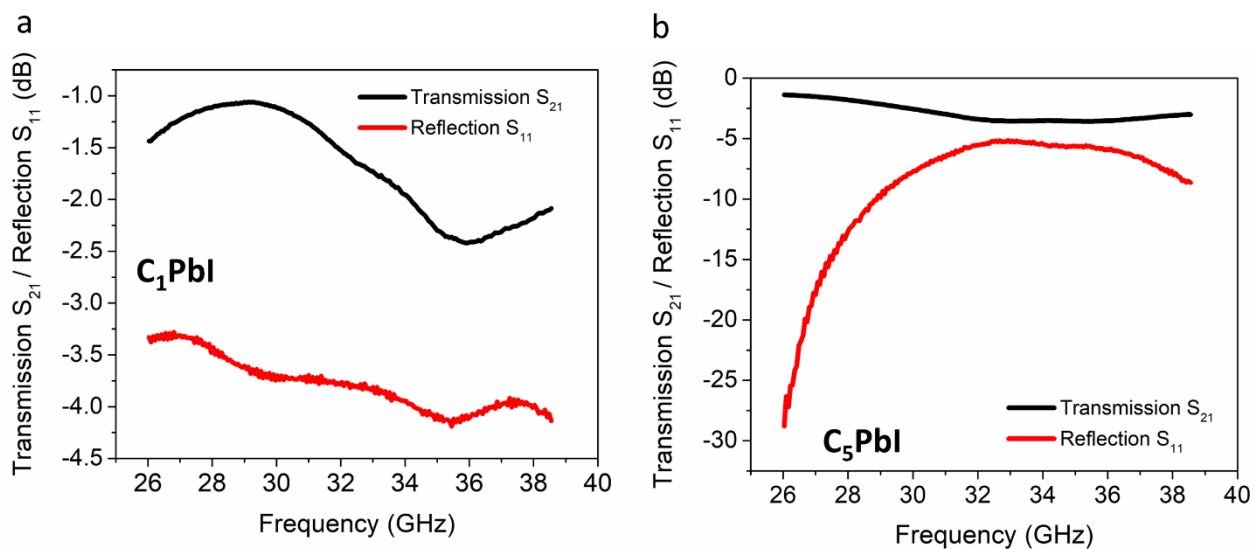 a
Transmission S21 / Reflection S11 (dB)
-1.0
-1.5
-2.0
-2.5
-3.0
-3.5
-4.0
-4.5
Transmission S21
Reflection S11
C1PbI
26 28 30 32 34 36 38 40
Frequency (GHz)
b
Transmission S21 / Reflection S11 (dB)
0
-5
-10
-15
-20
-25
-30
Transmission S21
Reflection S11
C5PbI
26 28 30 32 34 36 38 40
Frequency (GHz)